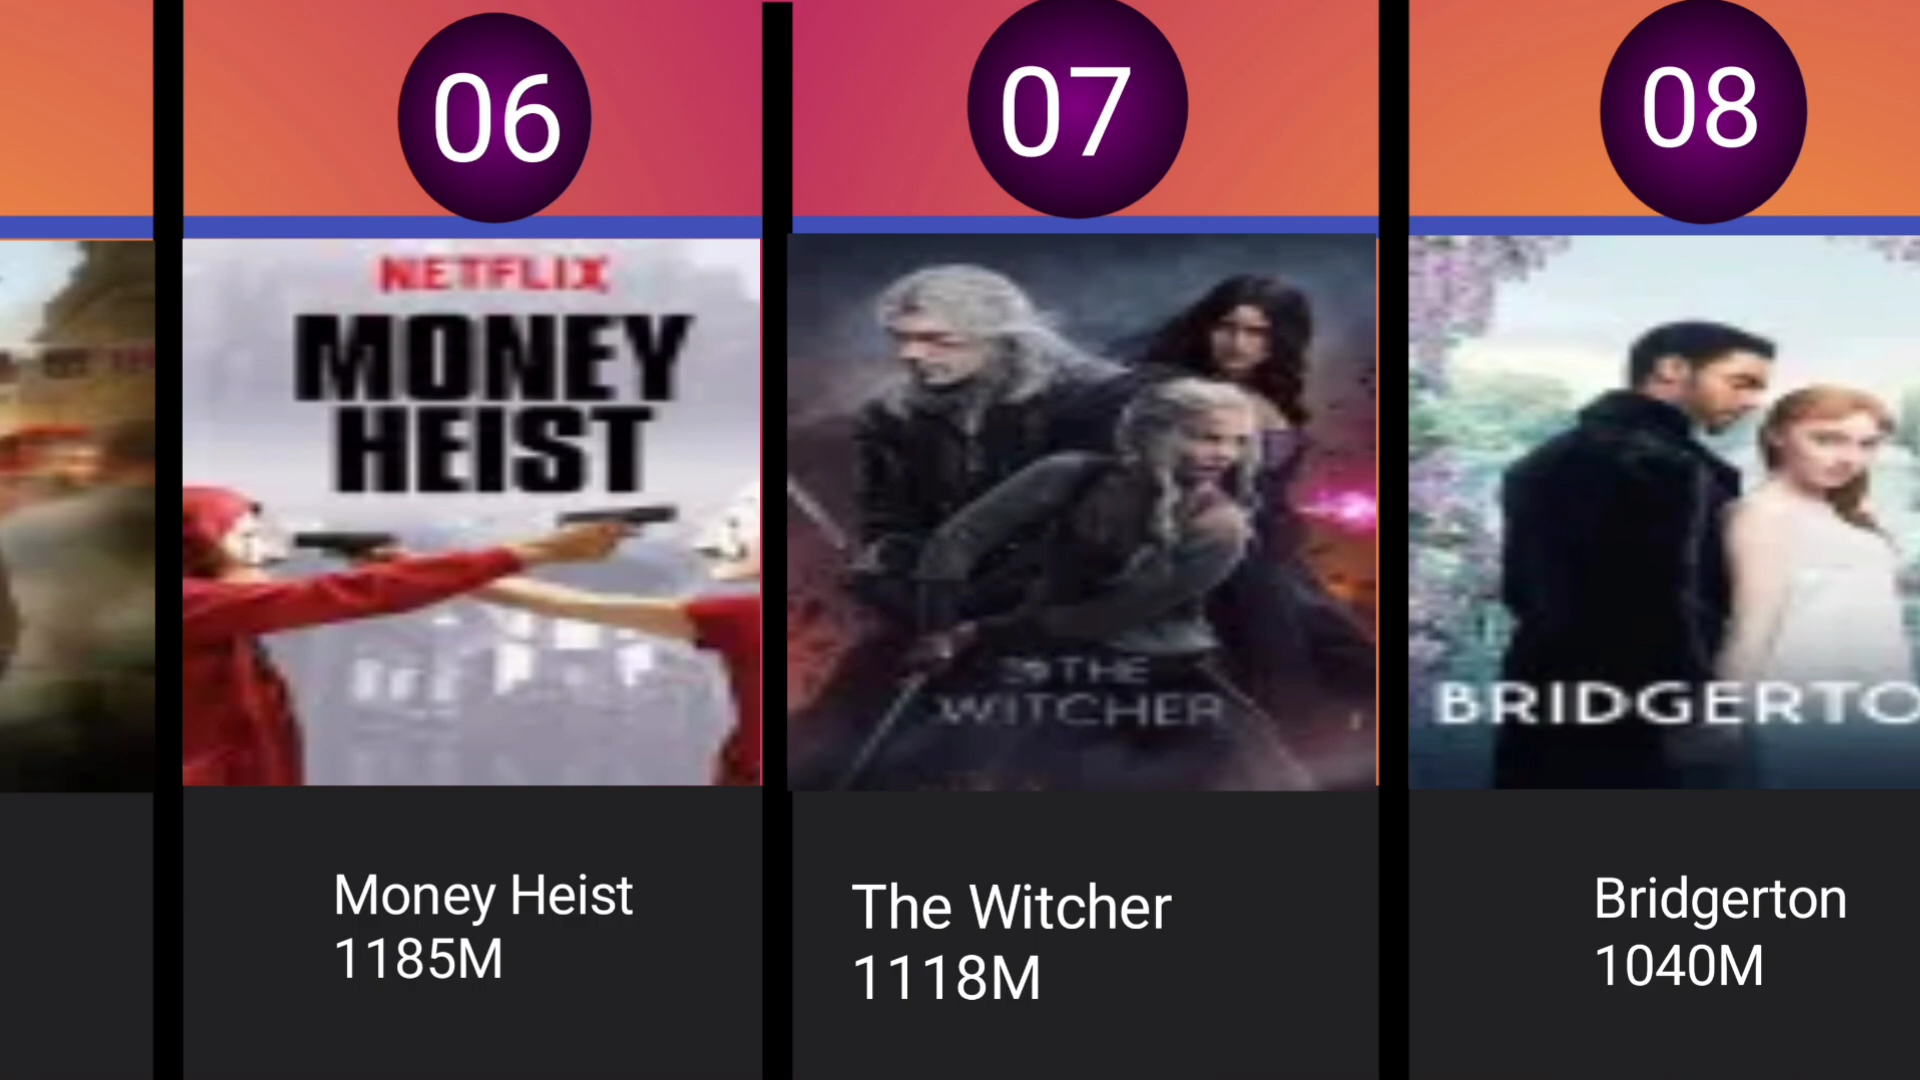 06
07
08
NETFLIX
MONEY
HEIST
THE
WITCHER
BRIDGERTO
Money Heist
1185M
The Witcher
1118M
Bridgerton
1040M